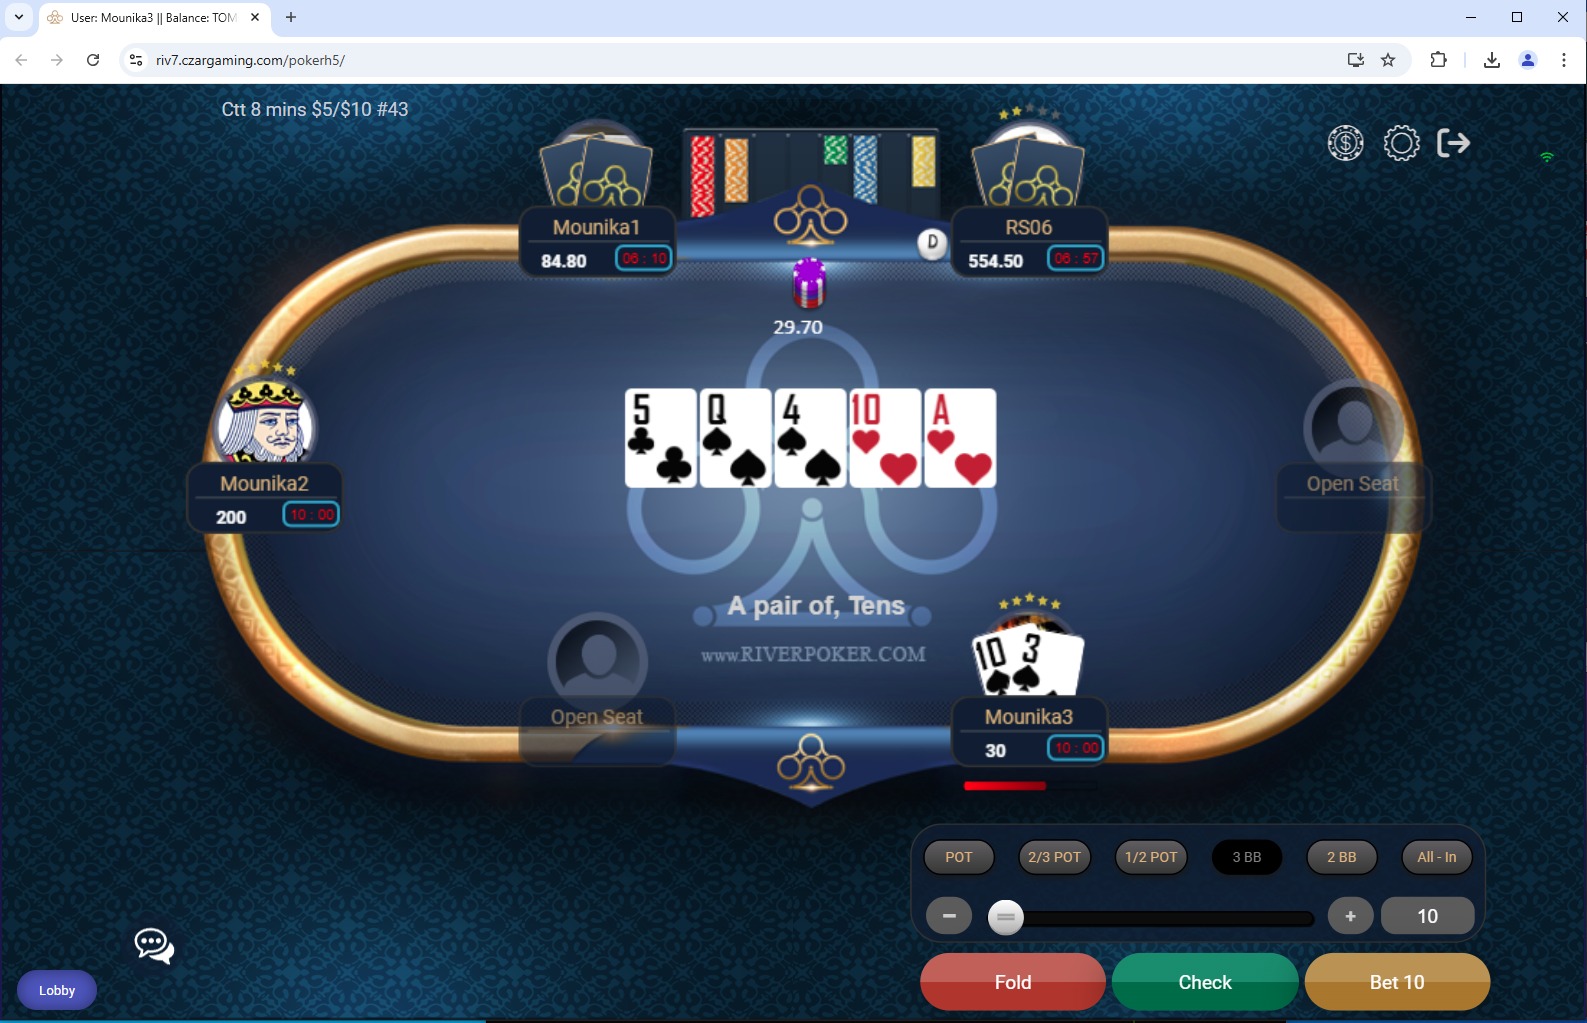 User: Mounika3 || Balance: TOM
riv7.czargaming.com/pokerh5/
Ctt 8 mins $5/$10 #43
Mounika1
84.80
06 : 10
D
RS06
554.50
06 : 57
29.70
5
Q
4
10
A
Mounika2
200
10 : 00
Open Seat
A pair of, Tens
www.RIVERPOKER.COM
10
3
Open Seat
Mounika3
30
10 : 00
POT
2/3 POT
1/2 POT
3 BB
2 BB
All - In
10
Lobby
Fold
Check
Bet 10